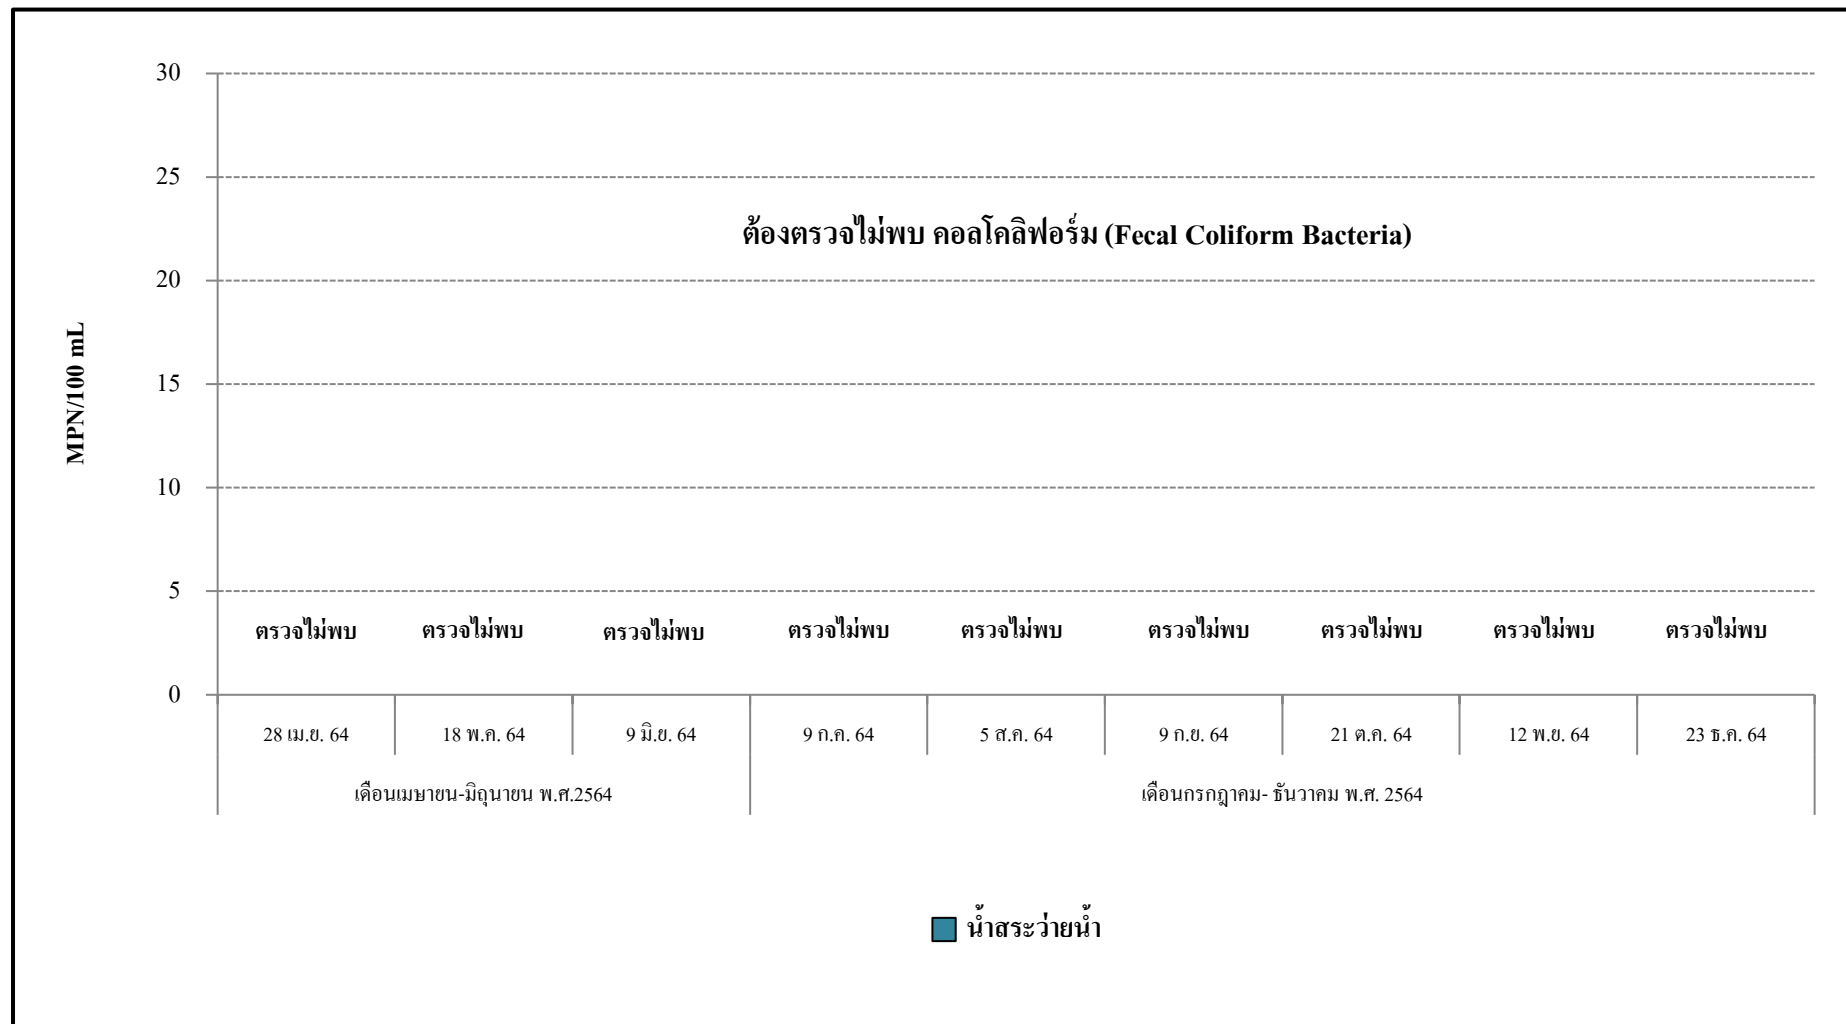 30
25
ต้องตรวจไม่พบ คอลโคลิฟอร์ม (Fecal Coliform Bacteria)
20
15
MPN/100 mL
10
5
ตรวจไม่พบ ตรวจไม่พบ ตรวจไม่พบ ตรวจไม่พบ ตรวจไม่พบ ตรวจไม่พบ ตรวจไม่พบ ตรวจไม่พบ ตรวจไม่พบ
0
28 เม.ย. 64 18 พ.ค. 64 9 มิ.ย. 64 9 ก.ค. 64 5 ส.ค. 64 9 ก.ย. 64 21 ต.ค. 64 12 พ.ย. 64 23 ธ.ค. 64
เดือนเมษายน-มิถุนายน พ.ศ.2564 เดือนกรกฎาคม- ธันวาคม พ.ศ. 2564
น้ำสระว่ายน้ำ